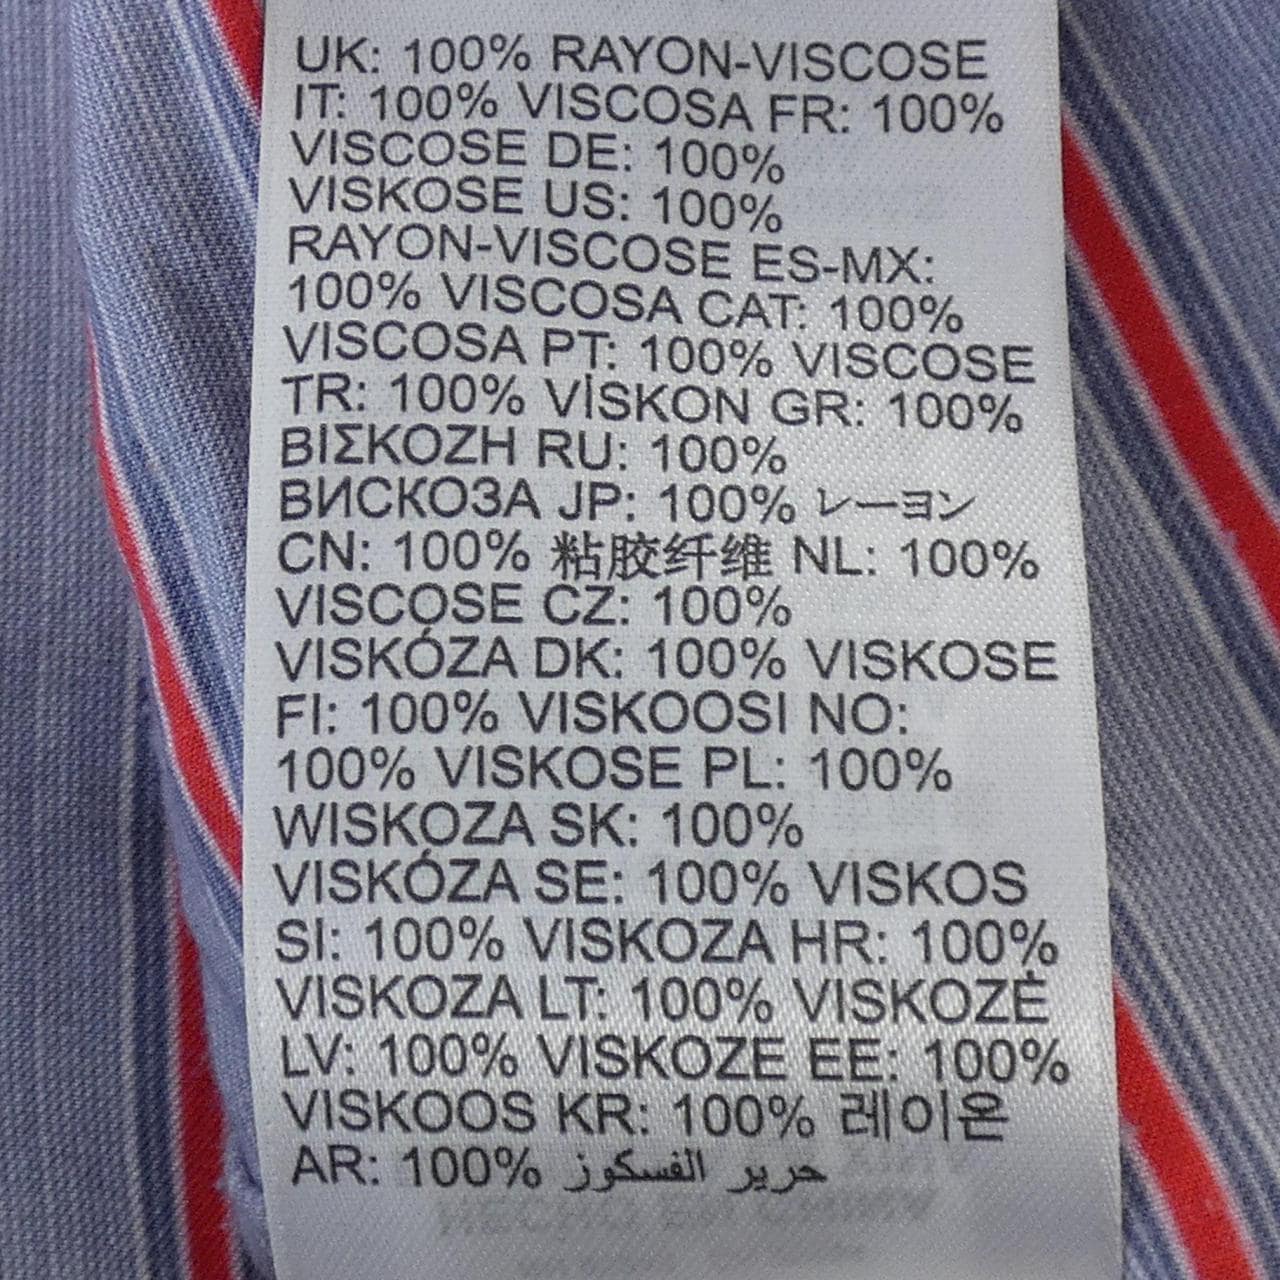 UK: 100% RAYON-VISCOSE
IT: 100% VISCOSA FR: 100%
VISCOSE DE: 100%
VISKOSE US: 100%
RAYON-VISCOSE ES-MX:
100% VISCOSA CAT: 100%
VISCOSA PT: 100% VISCOSE
TR: 100% VİSKON GR: 100%
ΒΙΣΚΟΖΗ RU: 100%
ВИСКОЗА JP: 100% レーヨン
CN: 100% 粘胶纤维 NL: 100%
VISCOSE CZ: 100%
VISKÓZA DK: 100% VISKOSE
FI: 100% VISKOOSI NO:
100% VISKOSE PL: 100%
WISKOZA SK: 100%
VISKÓZA SE: 100% VISKOS
SI: 100% VISKOZA HR: 100%
VISKOZA LT: 100% VISKOZĖ
LV: 100% VISKOZE EE: 100%
VISKOOS KR: 100% 레이온
AR: 100% حرير الفسكوز